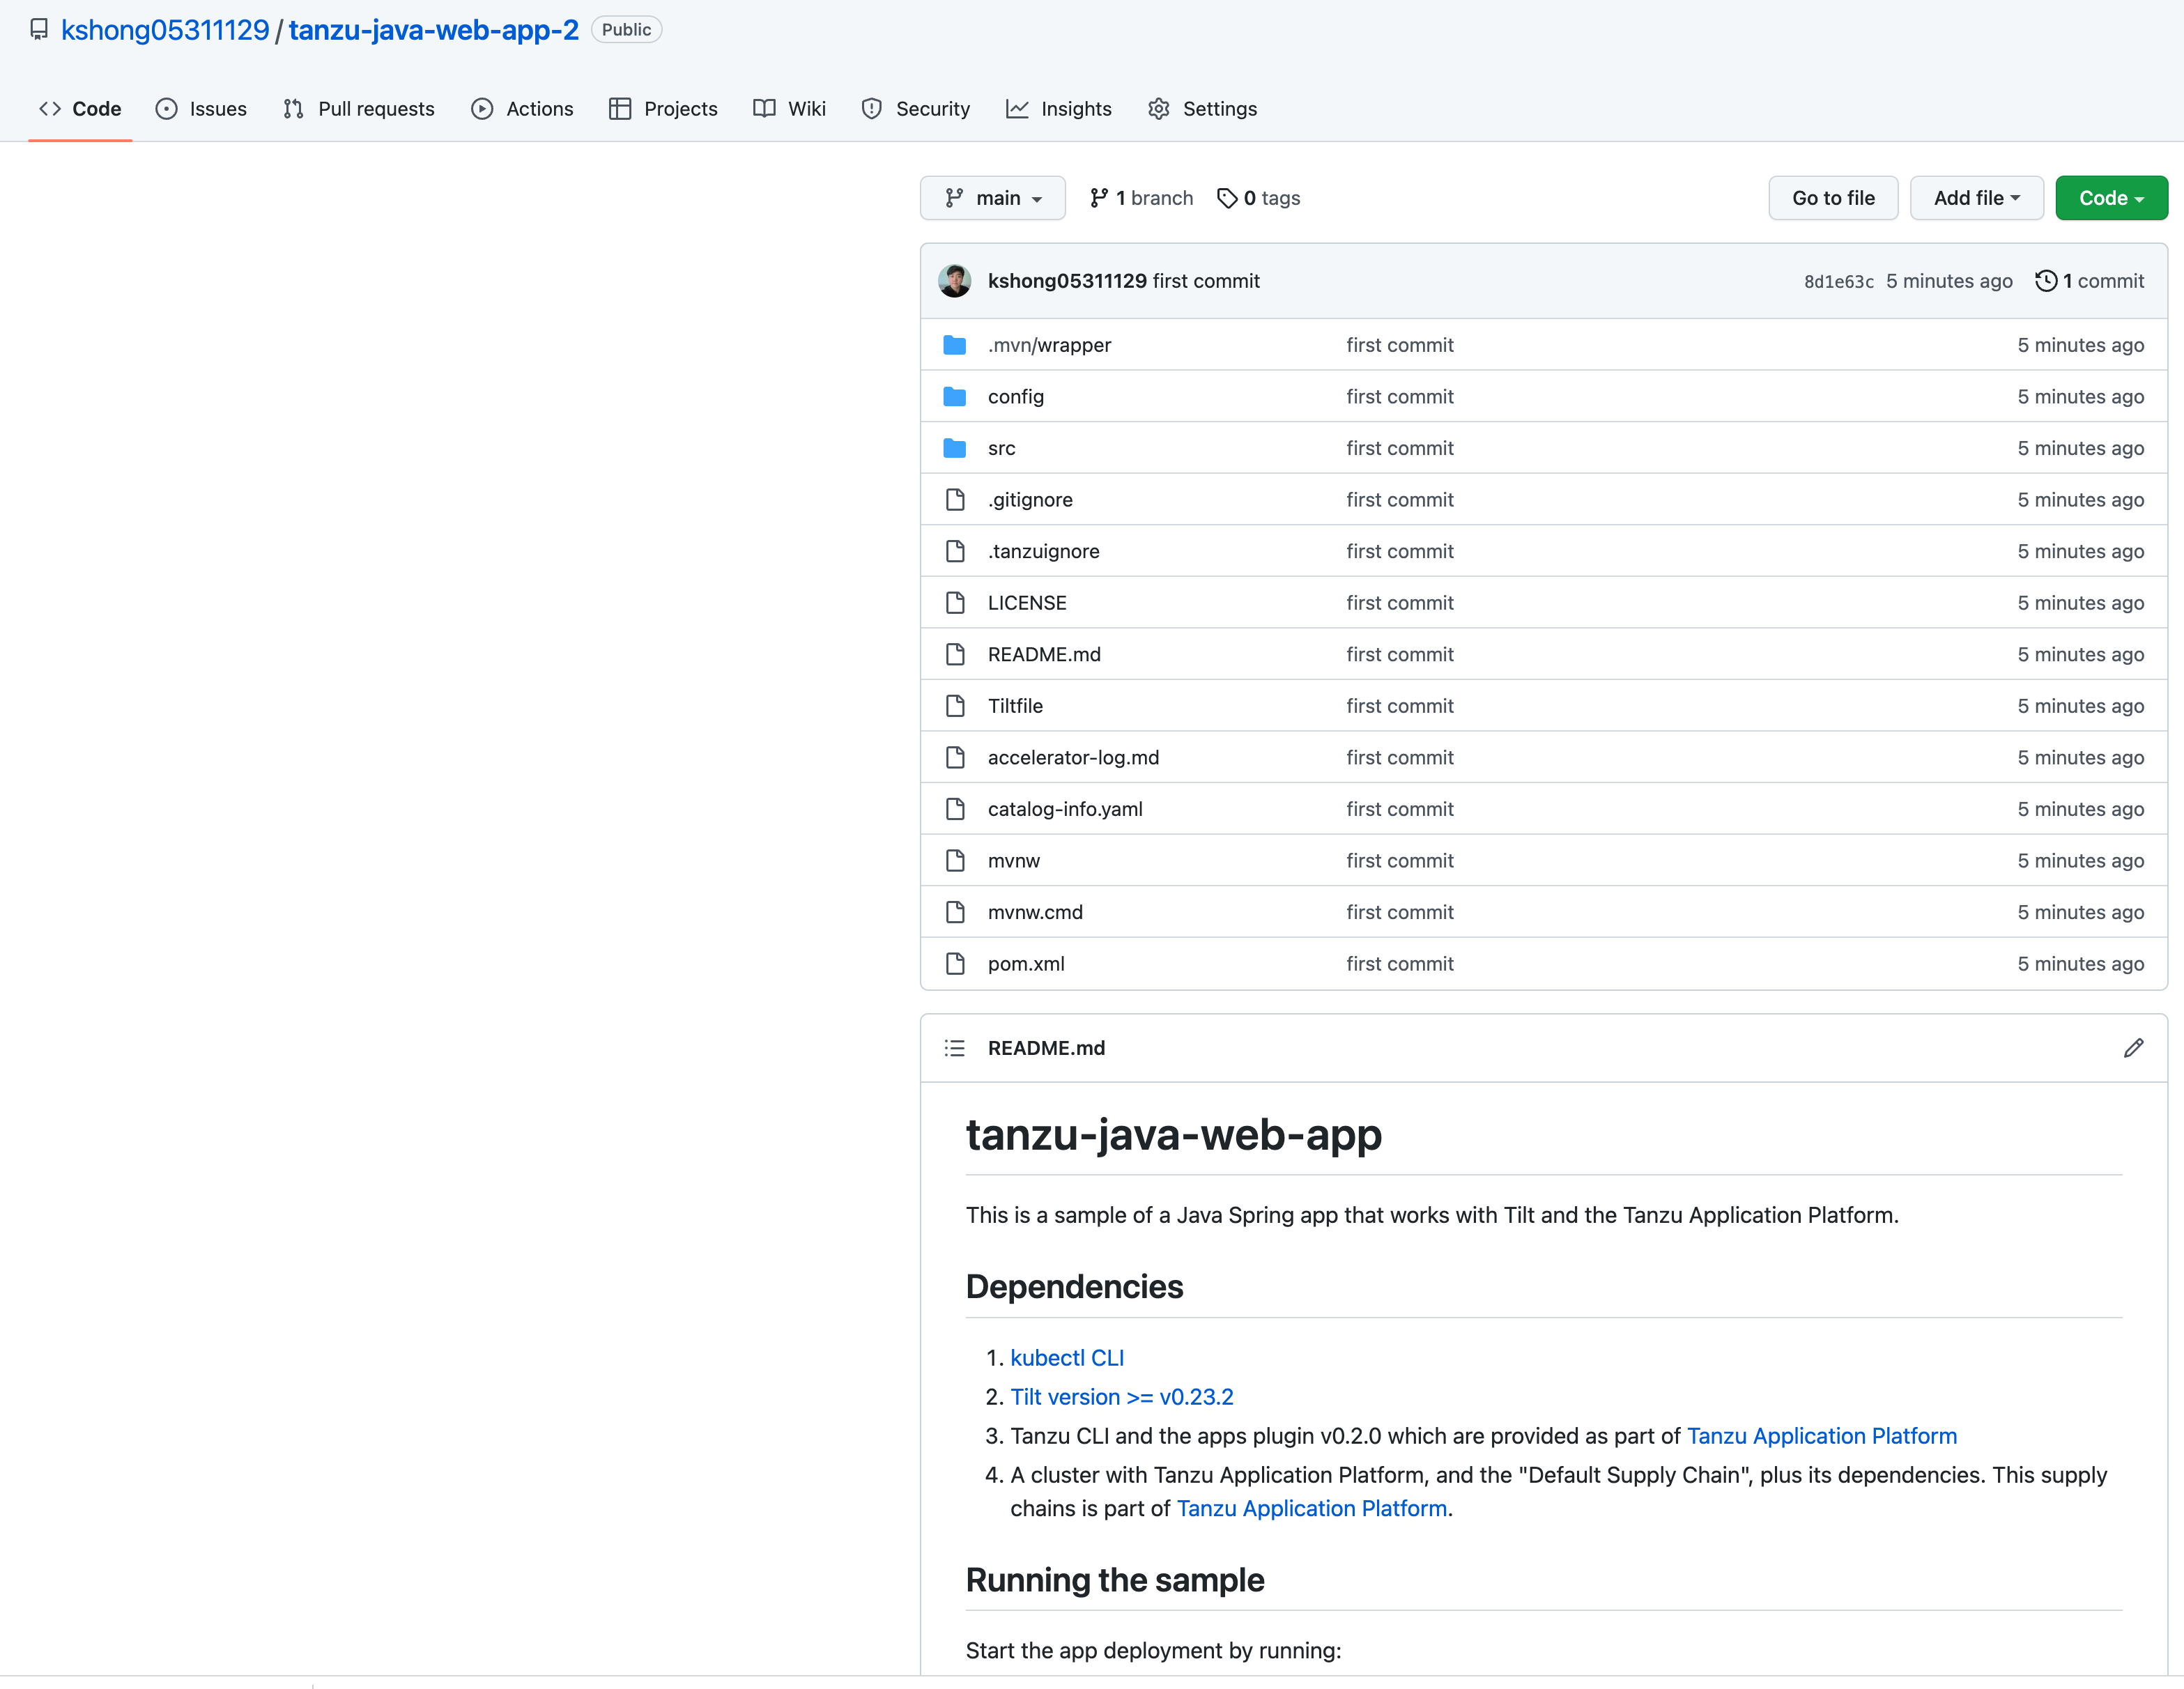 kshong05311129 / tanzu-java-web-app-2 Public
Code Issues Pull requests Actions Projects Wiki Security Insights Settings
main 1 branch 0 tags Go to file Add file Code
kshong05311129 first commit 8d1e63c 5 minutes ago 1 commit
.mvn/wrapper first commit 5 minutes ago
config first commit 5 minutes ago
src first commit 5 minutes ago
.gitignore first commit 5 minutes ago
.tanzuignore first commit 5 minutes ago
LICENSE first commit 5 minutes ago
README.md first commit 5 minutes ago
Tiltfile first commit 5 minutes ago
accelerator-log.md first commit 5 minutes ago
catalog-info.yaml first commit 5 minutes ago
mvnw first commit 5 minutes ago
mvnw.cmd first commit 5 minutes ago
pom.xml first commit 5 minutes ago
README.md
tanzu-java-web-app
This is a sample of a Java Spring app that works with Tilt and the Tanzu Application Platform.
Dependencies
1. kubectl CLI
2. Tilt version >= v0.23.2
3. Tanzu CLI and the apps plugin v0.2.0 which are provided as part of Tanzu Application Platform
4. A cluster with Tanzu Application Platform, and the "Default Supply Chain", plus its dependencies. This supply
chains is part of Tanzu Application Platform.
Running the sample
Start the app deployment by running: